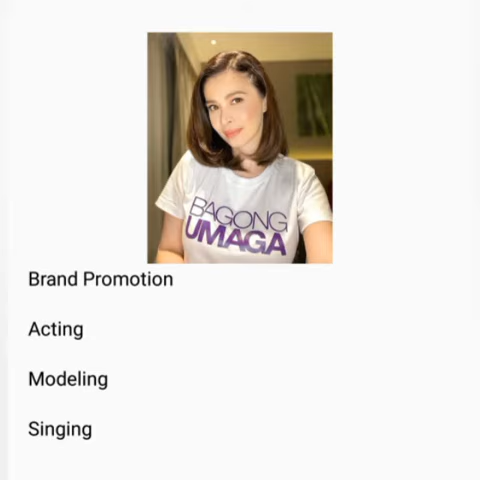 BAGONG
UMAGA
Brand Promotion
Acting
Modeling
Singing